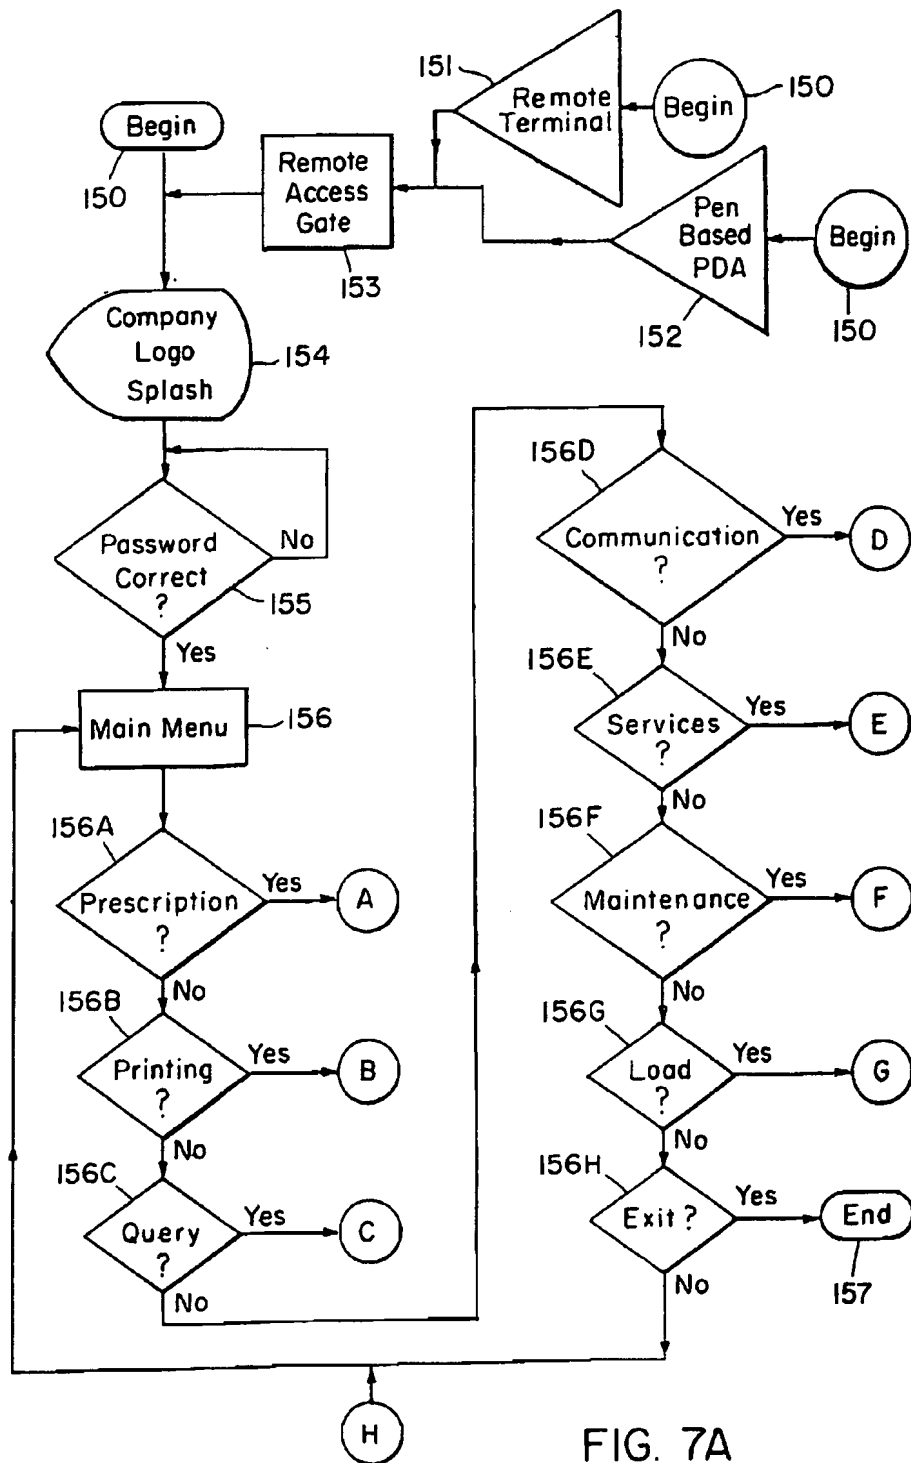 151
Remote
Terminal
Begin
150
Begin
150
Remote
Access
Gate
153
Pen
Based
PDA
152
Begin
150
Company
Logo
Splash
154
Password
Correct
?
155
No
Yes
Main Menu
156
156A
Prescription
?
Yes
A
No
156B
Printing
?
Yes
B
No
156C
Query
?
Yes
C
No
156D
Communication
?
Yes
D
No
156E
Services
?
Yes
E
No
156F
Maintenance
?
Yes
F
No
156G
Load
?
Yes
G
No
156H
Exit ?
Yes
End
157
No
H
FIG. 7A